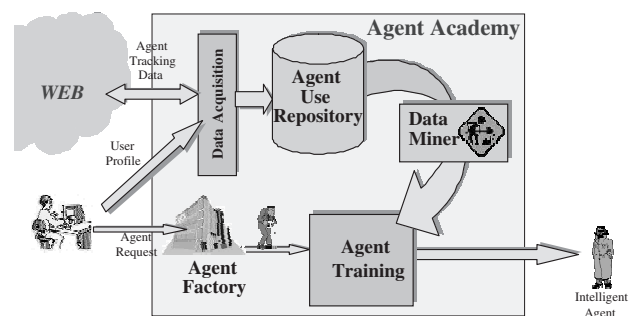 Agent Academy
Agent
Tracking
Data
WEB
Data Acquisition
Agent
Use
Repository
Data
Miner
User
Profile
Agent
Request
Agent
Factory
Agent
Training
Intelligent
Agent